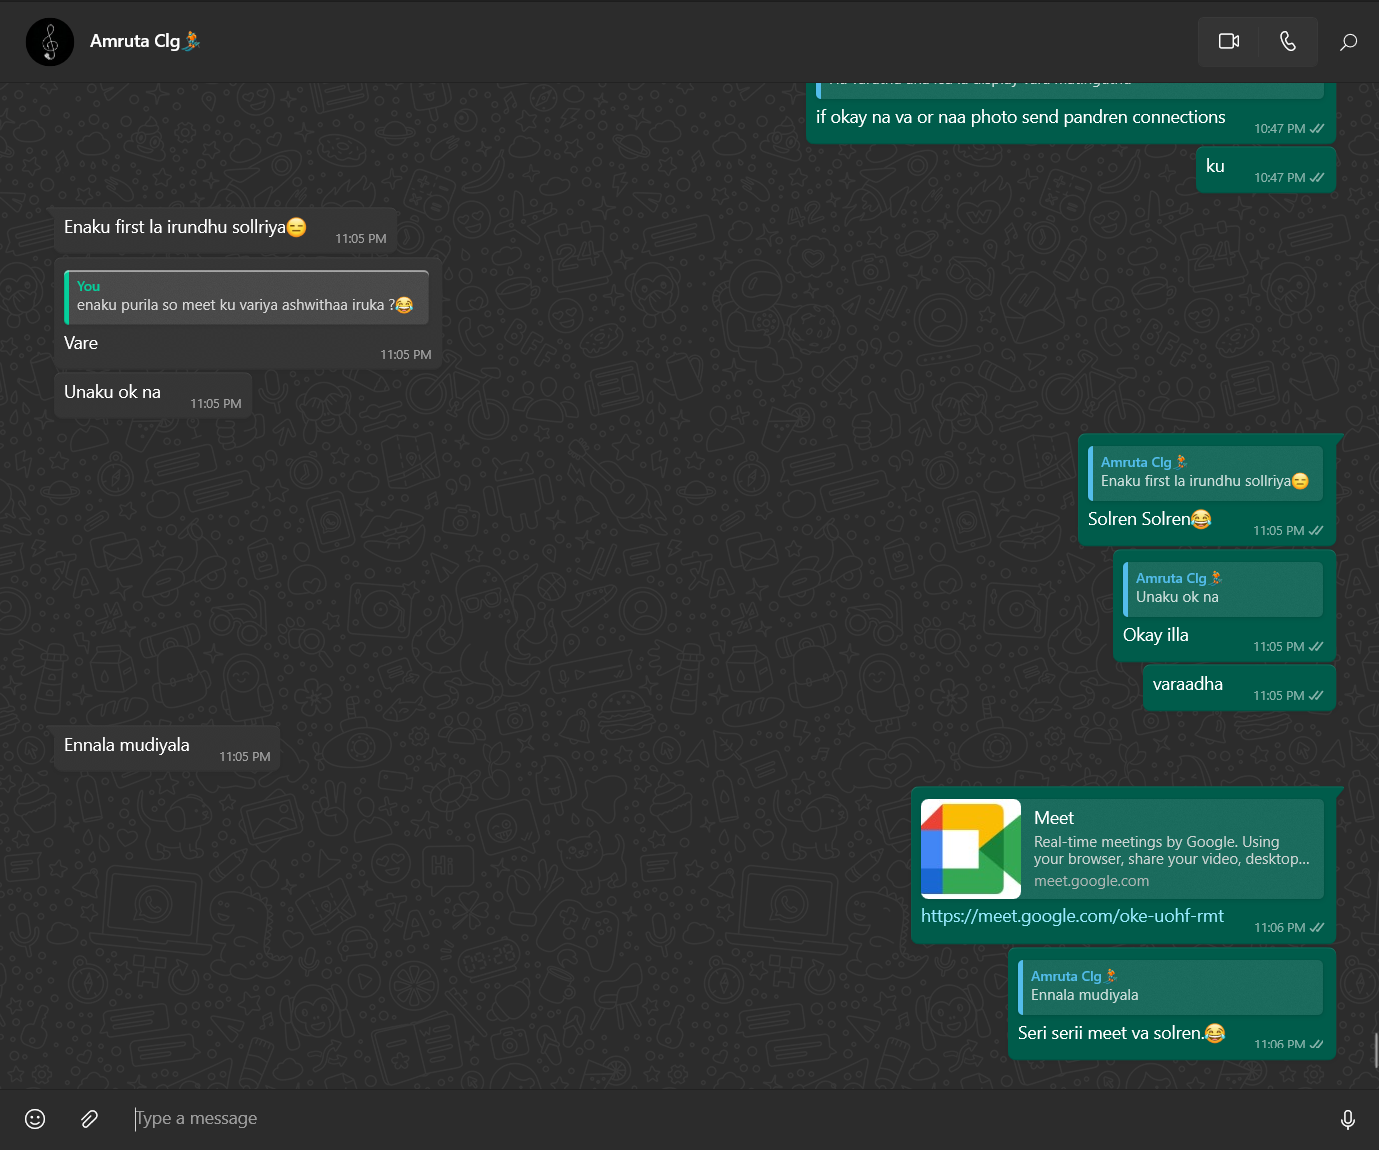 Amruta Clg🏄
if okay na va or naa photo send pandren connections
10:47 PM
ku
10:47 PM
Enaku first la irundhu sollriya😑
11:05 PM
You
enaku purila so meet ku variya ashwithaa iruka ?😂
Vare
11:05 PM
Unaku ok na
11:05 PM
Amruta Clg🏄
Enaku first la irundhu sollriya😑
Solren Solren😂
11:05 PM
Amruta Clg🏄
Unaku ok na
Okay illa
11:05 PM
varaadha
11:05 PM
Ennala mudiyala
11:05 PM
Meet
Real-time meetings by Google. Using
your browser, share your video, desktop...
meet.google.com
https://meet.google.com/oke-uohf-rmt
11:06 PM
Amruta Clg🏄
Ennala mudiyala
Seri serii meet va solren.😂
11:06 PM
Type a message